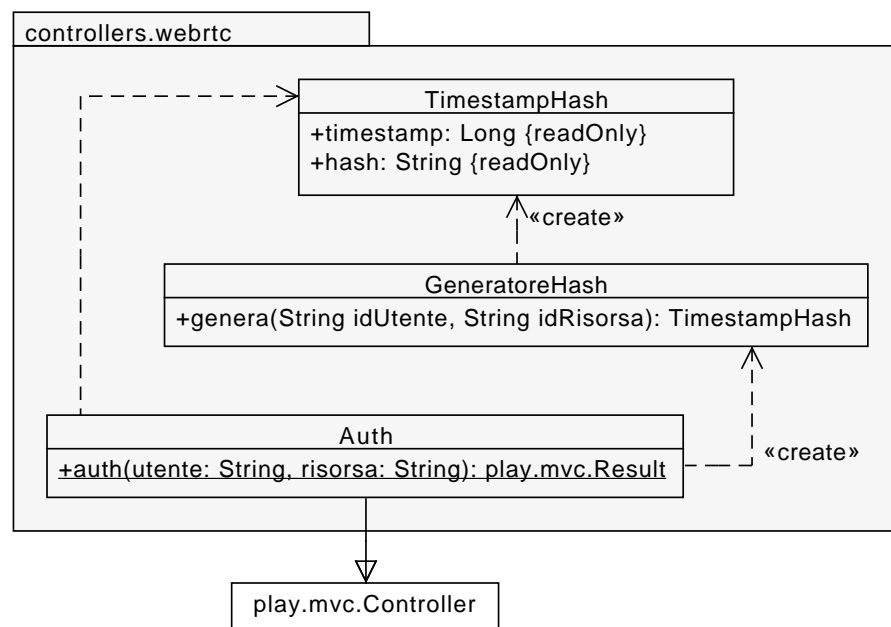 controllers.webrtc
TimestampHash
+timestamp: Long {readOnly}
+hash: String {readOnly}
«create»
GeneratoreHash
+genera(String idUtente, String idRisorsa): TimestampHash
Auth
+auth(utente: String, risorsa: String): play.mvc.Result
«create»
play.mvc.Controller